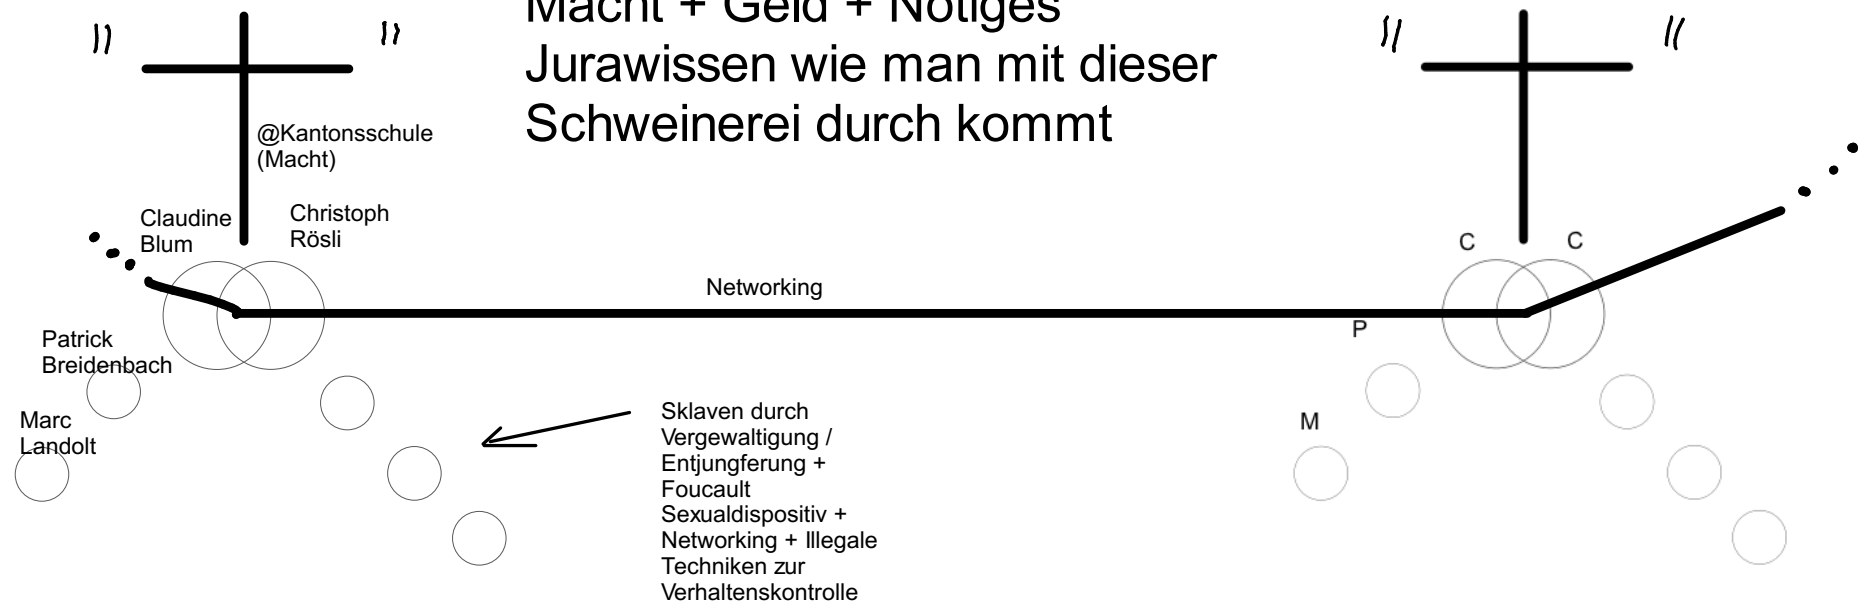 Macht + Geld + Nötiges
Jurawissen wie man mit dieser
Schweinerei durch kommt
@Kantonsschule
(Macht)
Claudine
Blum
Christoph
Rösli
C
C
Networking
P
Patrick
Breidenbach
Marc
Landolt
M
Sklaven durch
Vergewaltigung /
Entjungferung +
Foucault
Sexualdispositiv +
Networking + Illegale
Techniken zur
Verhaltenskontrolle